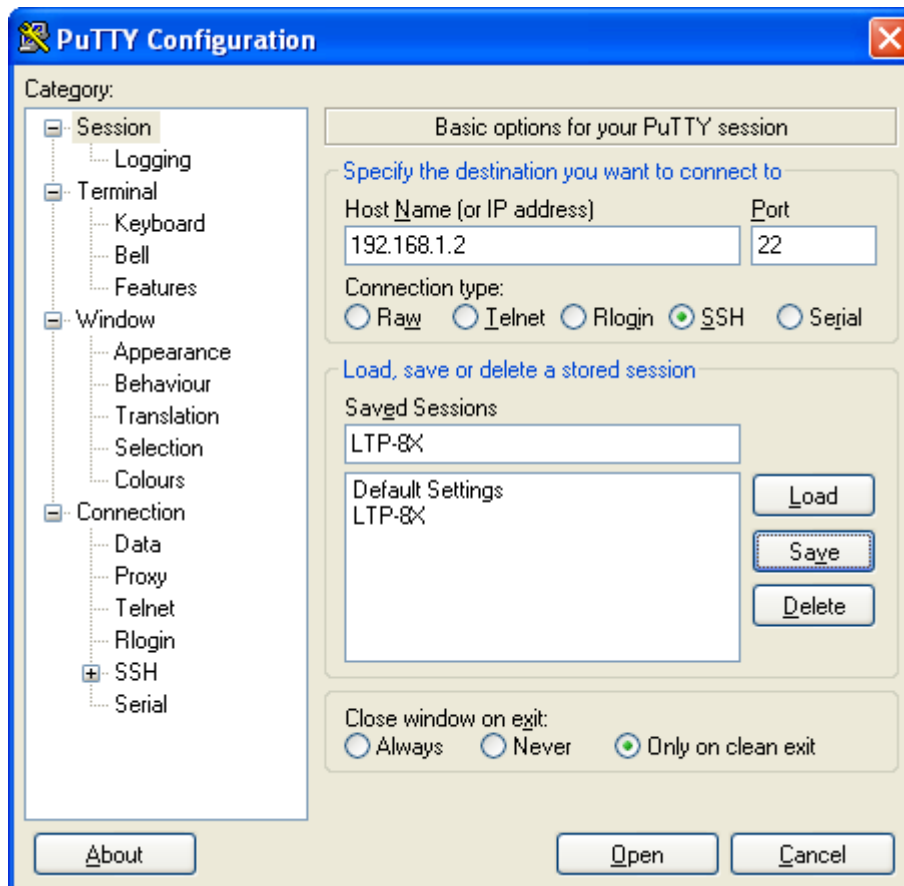 PuTTY Configuration
Category:
Session
Logging
Terminal
Keyboard
Bell
Features
Window
Appearance
Behaviour
Translation
Selection
Colours
Connection
Data
Proxy
Telnet
Rlogin
SSH
Serial
Basic options for your PuTTY session
Specify the destination you want to connect to
Host Name (or IP address) Port
192.168.1.2 22
Connection type:
Raw Telnet Rlogin SSH Serial
Load, save or delete a stored session
Saved Sessions
LTP-8X
Default Settings
LTP-8X
Load
Save
Delete
Close window on exit:
Always Never Only on clean exit
About Open Cancel